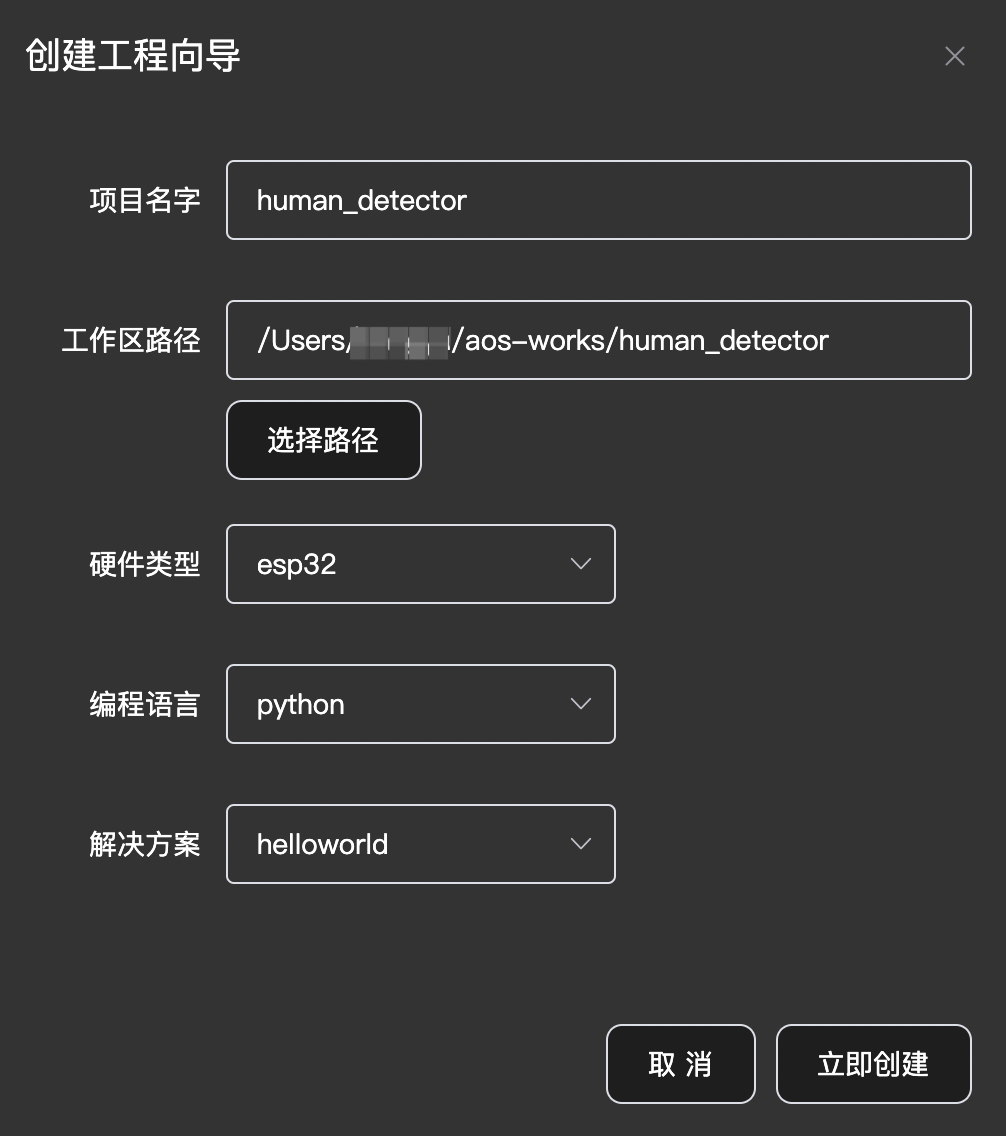 创建工程向导
项目名字 human_detector
工作区路径 /Users/ /aos-works/human_detector
选择路径
硬件类型 esp32
编程语言 python
解决方案 helloworld
取 消 立即创建